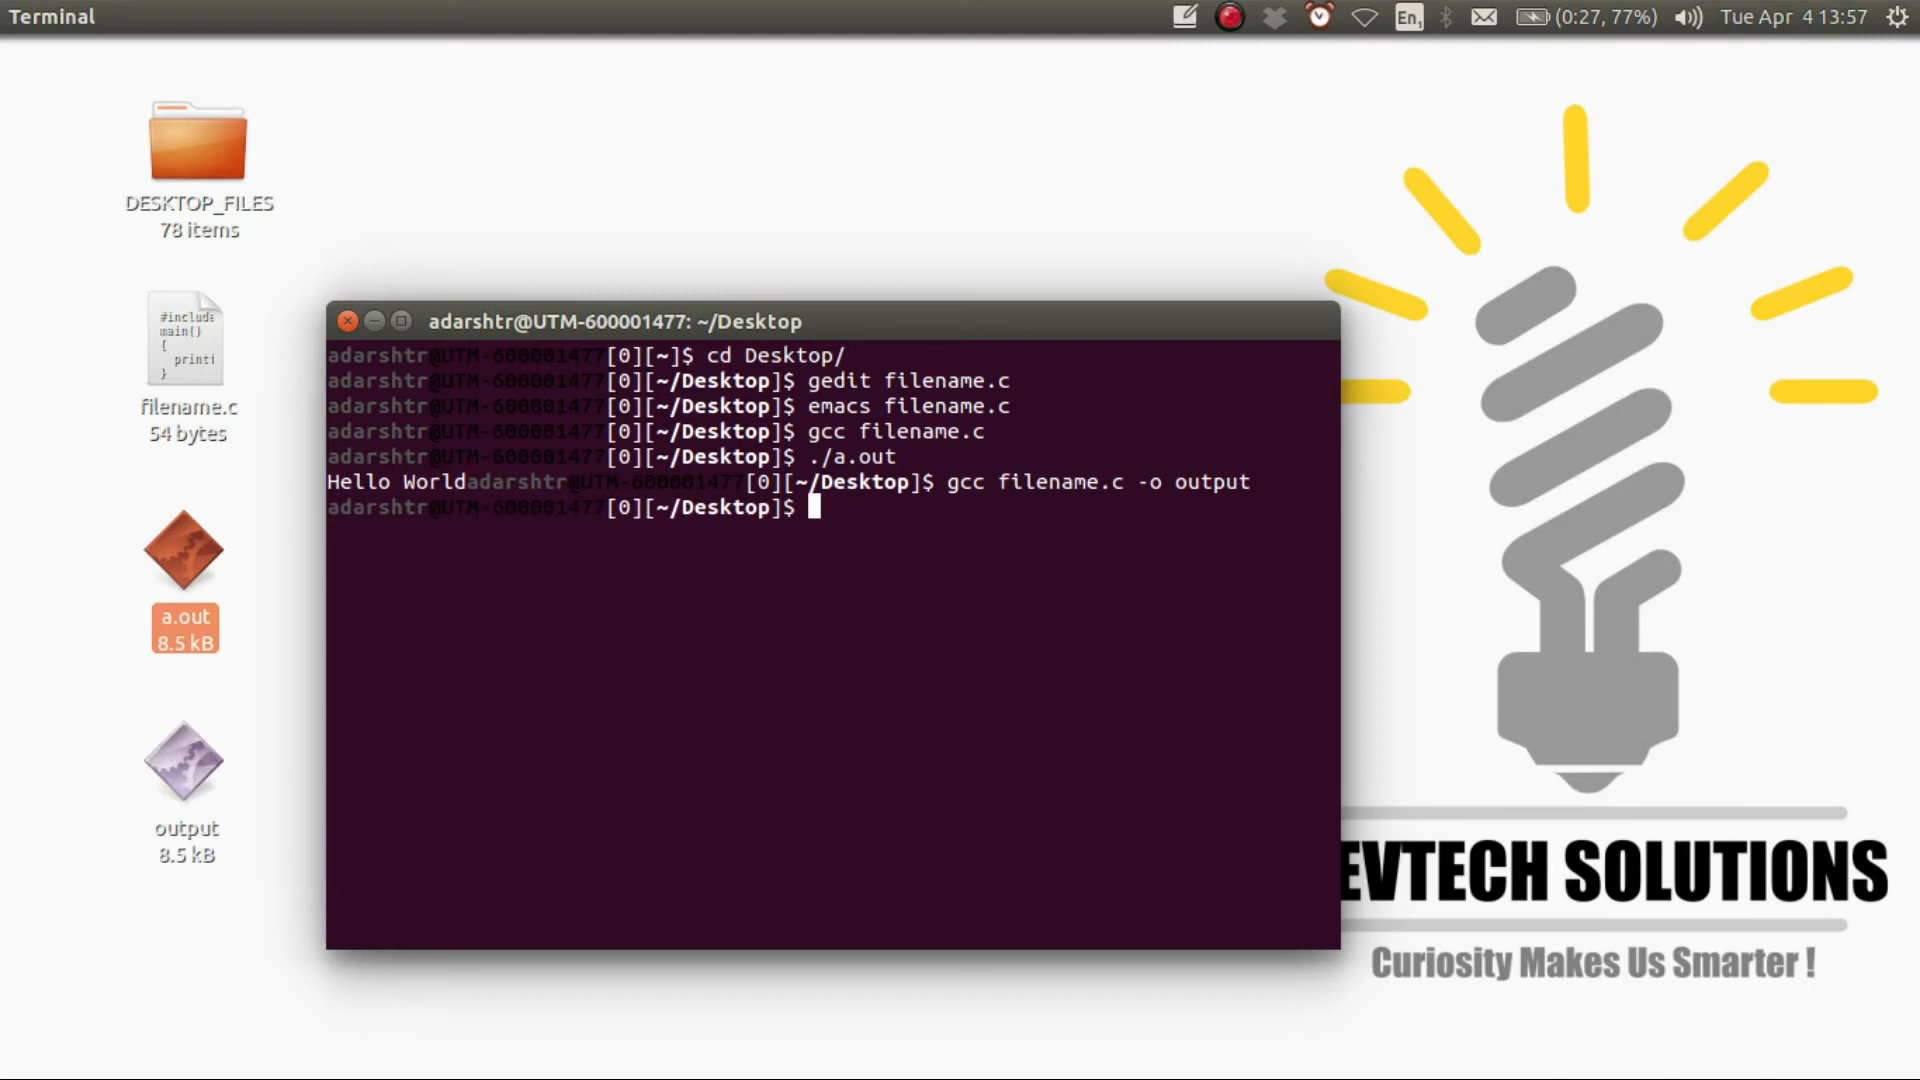 Terminal
En1
(0:27, 77%)
Tue Apr 4 13:57
DESKTOP_FILES
78 items
#include
main()
{
printf
}
filename.c
54 bytes
a.out
8.5 kB
output
8.5 kB
adarshtr@UTM-600001477: ~/Desktop
adarshtr@UTM-600001477[0][~]$ cd Desktop/
adarshtr@UTM-600001477[0][~/Desktop]$ gedit filename.c
adarshtr@UTM-600001477[0][~/Desktop]$ emacs filename.c
adarshtr@UTM-600001477[0][~/Desktop]$ gcc filename.c
adarshtr@UTM-600001477[0][~/Desktop]$ ./a.out
Hello Worldadarshtr@UTM-600001477[0][~/Desktop]$ gcc filename.c -o output
adarshtr@UTM-600001477[0][~/Desktop]$
EVTECH SOLUTIONS
Curiosity Makes Us Smarter !